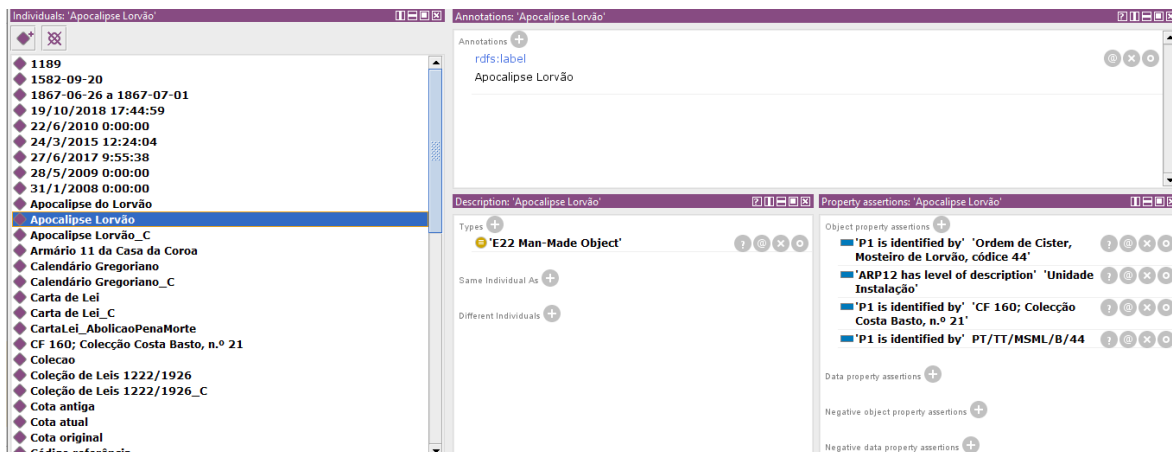 Individuals: 'Apocalipse Lorvão'
1189
1582-09-20
1867-06-26 a 1867-07-01
19/10/2018 17:44:59
22/6/2010 0:00:00
24/3/2015 12:24:04
27/6/2017 9:55:38
28/5/2009 0:00:00
31/1/2008 0:00:00
Apocalipse do Lorvão
Apocalipse Lorvão
Apocalipse Lorvão_C
Armário 11 da Casa da Coroa
Calendário Gregoriano
Calendário Gregoriano_C
Carta de Lei
Carta de Lei_C
CartaLei_AbolicaoPenaMorte
CF 160; Colecção Costa Basto, n.º 21
Colecao
Coleção de Leis 1222/1926
Coleção de Leis 1222/1926_C
Cota antiga
Cota atual
Cota original
Código referência
Annotations: 'Apocalipse Lorvão'
Annotations
rdfs:label
Apocalipse Lorvão
Description: 'Apocalipse Lorvão'
Types
'E22 Man-Made Object'
Same Individual As
Different Individuals
Property assertions: 'Apocalipse Lorvão'
Object property assertions
'P1 is identified by' 'Ordem de Cister,
Mosteiro de Lorvão, códice 44'
'ARP12 has level of description' 'Unidade
Instalação'
'P1 is identified by' 'CF 160; Colecção
Costa Basto, n.º 21'
'P1 is identified by' PT/TT/MSML/B/44
Data property assertions
Negative object property assertions
Negative data property assertions